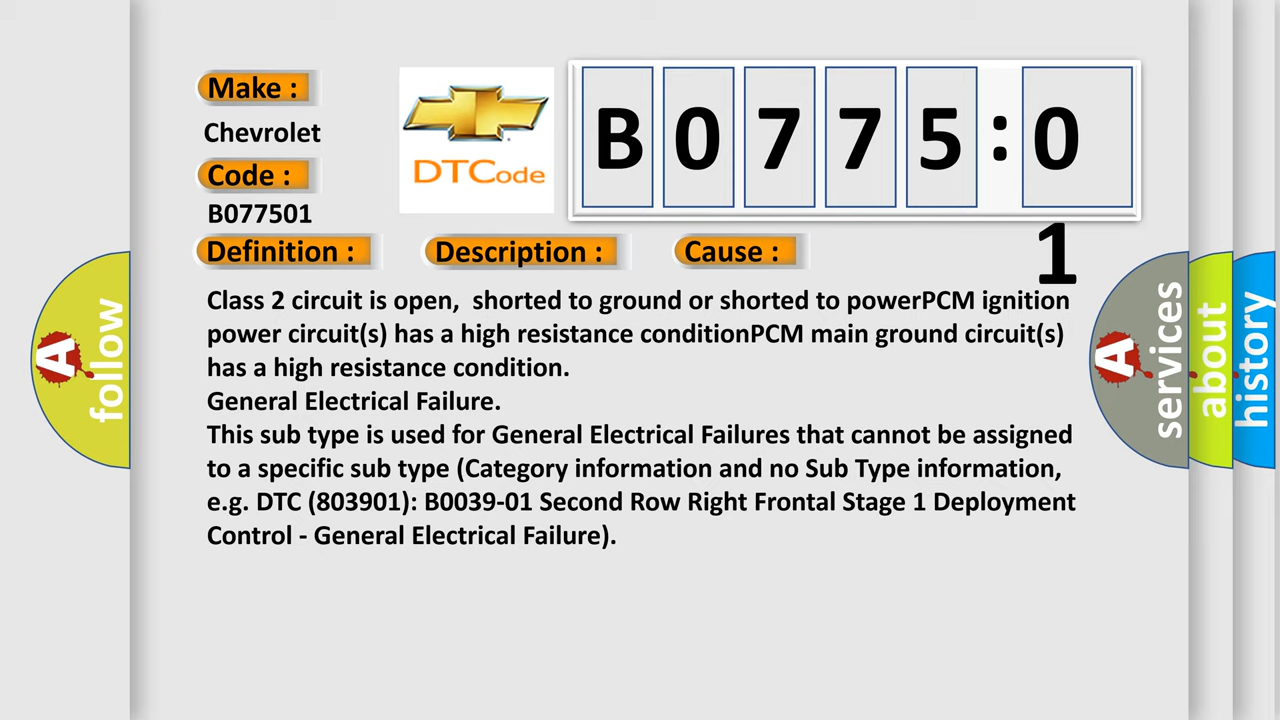 Make :
Chevrolet
Code :
B077501
DTCode
B0775:0
1
Definition :
Description :
Cause :
Class 2 circuit is open,  shorted to ground or shorted to powerPCM ignition
power circuit(s) has a high resistance conditionPCM main ground circuit(s)
has a high resistance condition.
General Electrical Failure.
This sub type is used for General Electrical Failures that cannot be assigned
to a specific sub type (Category information and no Sub Type information,
e.g. DTC (803901): B0039-01 Second Row Right Frontal Stage 1 Deployment
Control - General Electrical Failure).
A follow
A services
about
history